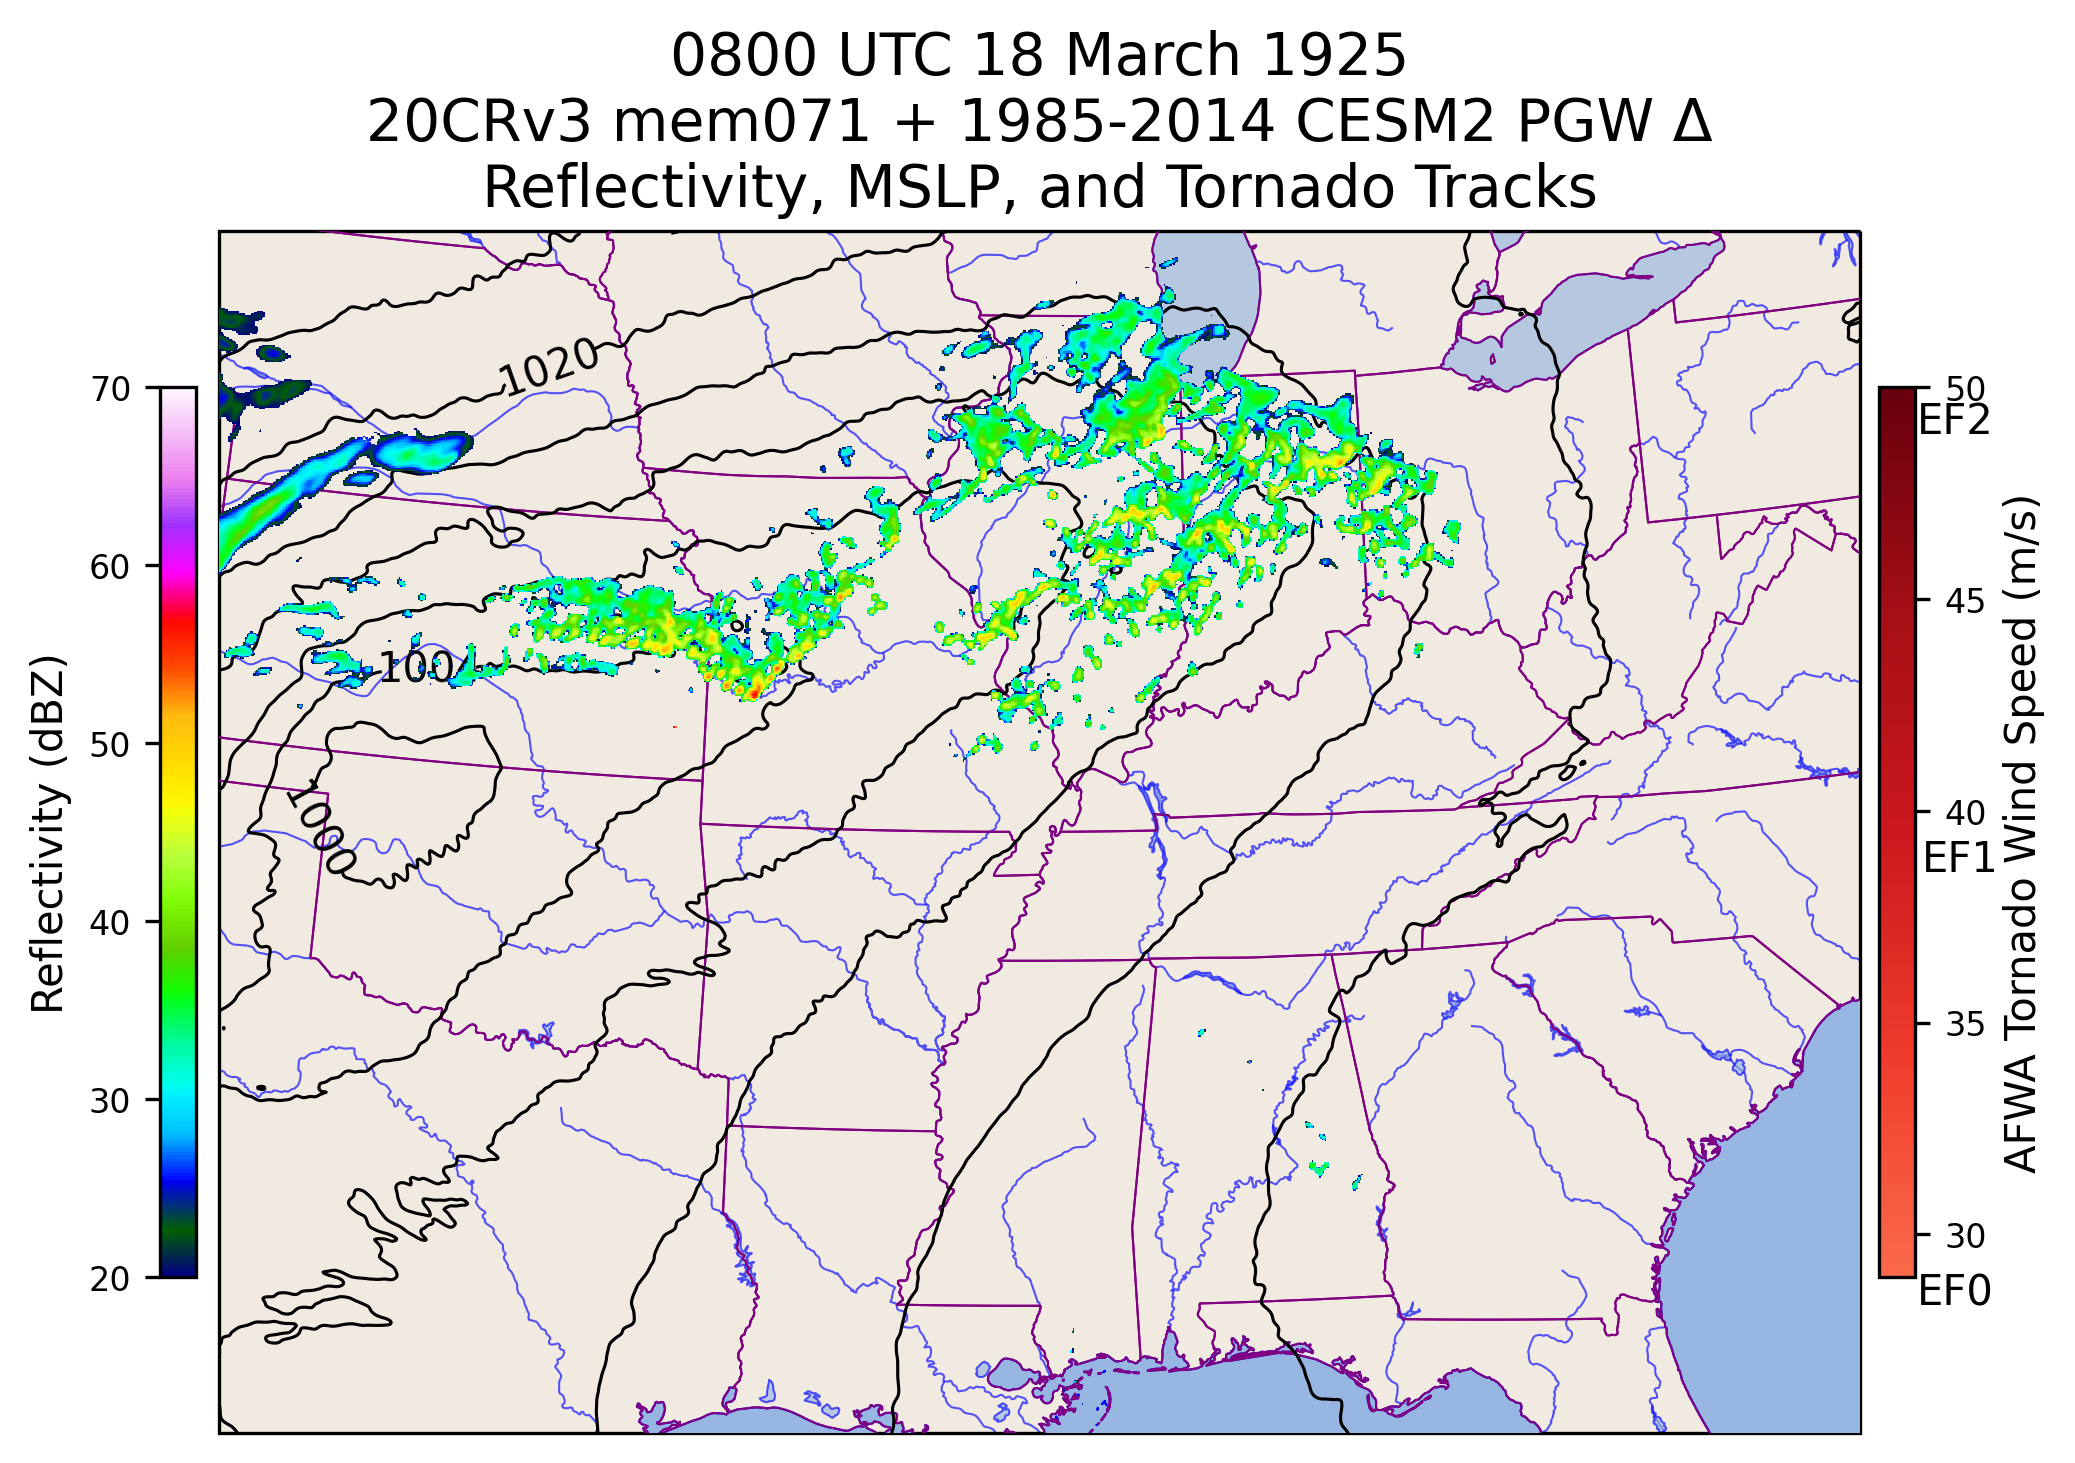 0800 UTC 18 March 1925
20CRv3 mem071 + 1985-2014 CESM2 PGW Δ
Reflectivity, MSLP, and Tornado Tracks
1020
1004
1000
70
60
50
40
30
20
Reflectivity (dBZ)
50
EF2
45
40
EF1
35
30
EF0
AFWA Tornado Wind Speed (m/s)